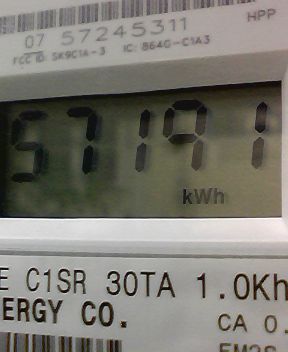 07 57245311 HPP
FCC ID: SK9C1A-3 IC: 864G-C1A3
57191
kWh
E C1SR 30TA 1.0Kh
ERGY CO.
CA 0.